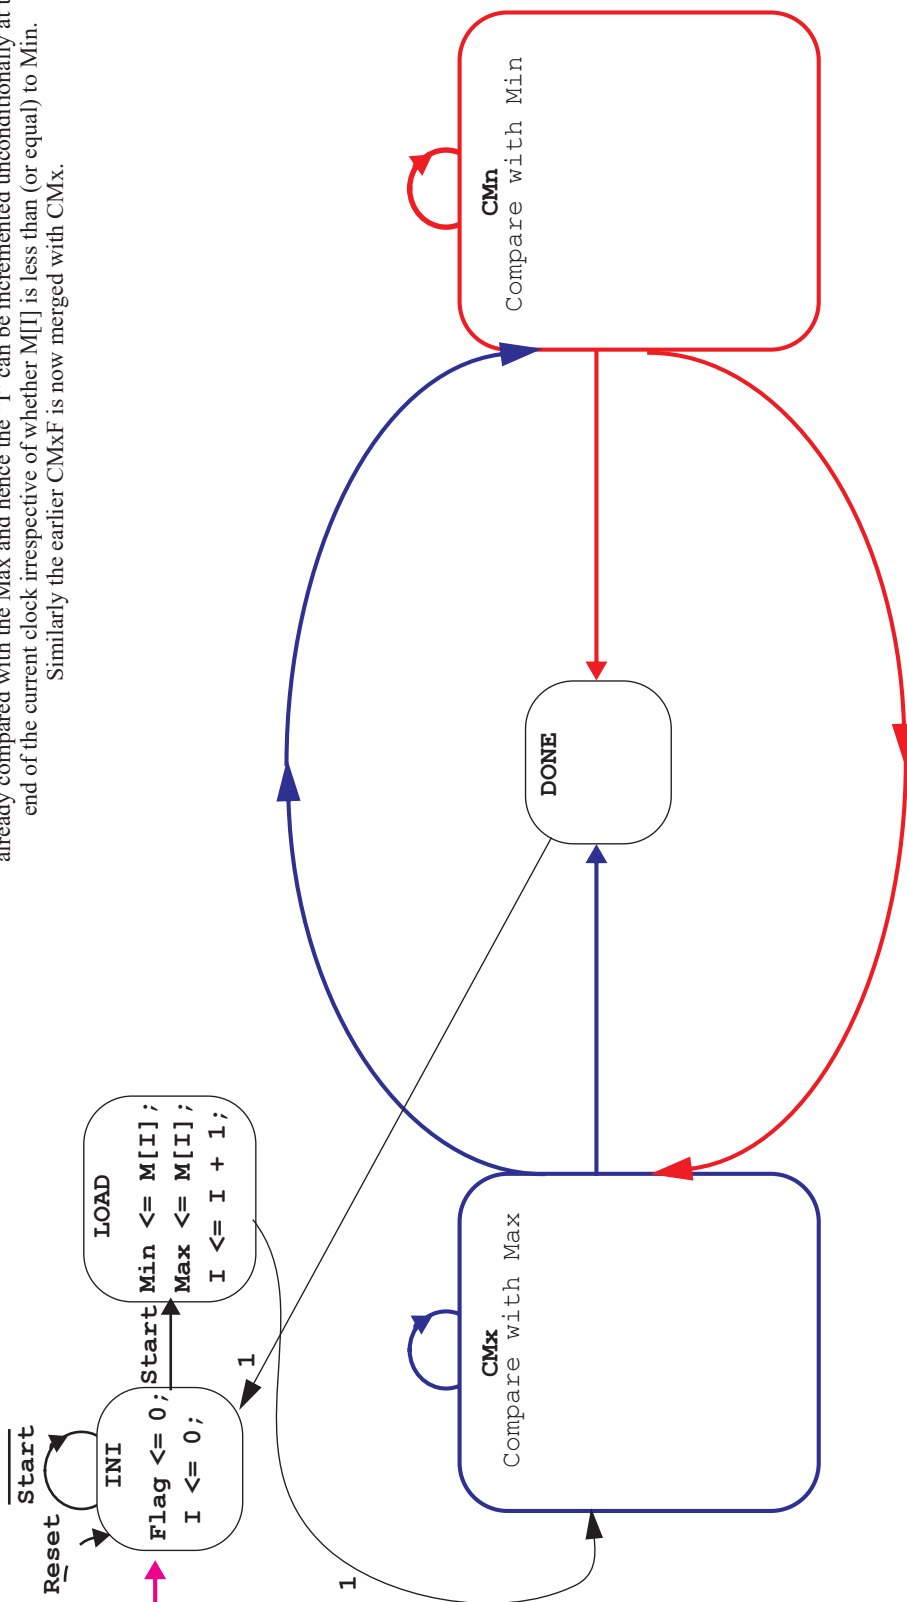 already compared with the Max and hence the "I" can be incremented unconditionally at
end of the current clock irrespective of whether M[I] is less than (or equal) to Min.
Similarly the earlier CMxF is now merged with CMx.
Reset
Start
INI
Flag <= 0;
I <= 0;
Start
LOAD
Min <= M[I];
Max <= M[I];
I <= I + 1;
1
1
CMx
Compare with Max
DONE
CMn
Compare with Min